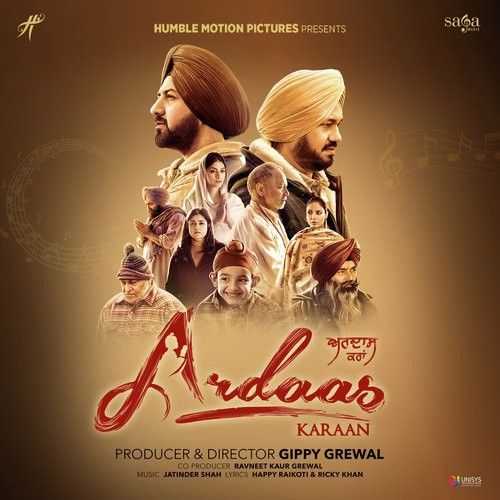 HUMBLE MOTION PICTURES PRESENTS
saga
MUSIC
ਅਰਦਾਸ
ਕਰਾਂ
Ardaas
KARAAN
PRODUCER & DIRECTOR GIPPY GREWAL
CO-PRODUCER RAVNEET KAUR GREWAL
MUSIC JATINDER SHAH LYRICS HAPPY RAIKOTI & RICKY KHAN
UNISYS